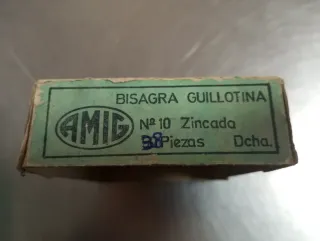 BISAGRA GUILLOTINA
AMIG
Nº 10 Zincada
Piezas Dcha.